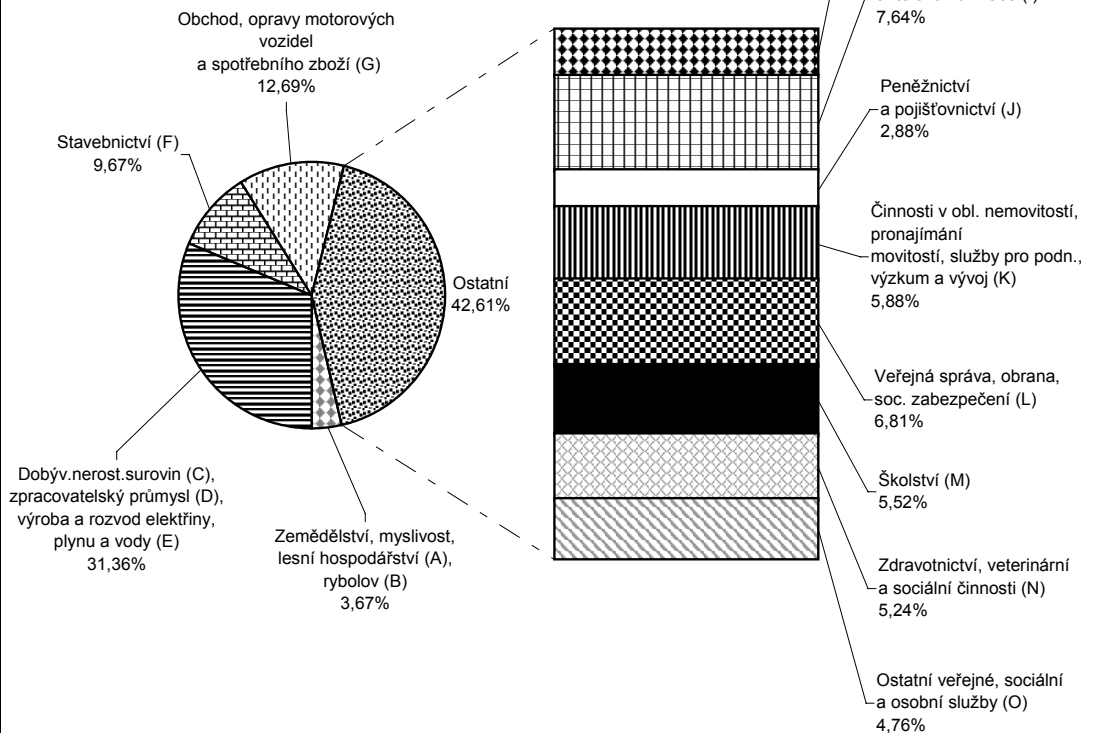 7,64%
Obchod, opravy motorových
vozidel
a spotřebního zboží (G)
12,69%
Stavebnictví (F)
9,67%
Ostatní
42,61%
Dobýv.nerost.surovin (C),
zpracovatelský průmysl (D),
výroba a rozvod elektřiny,
plynu a vody (E)
31,36%
Zemědělství, myslivost,
lesní hospodářství (A),
rybolov (B)
3,67%
Peněžnictví
a pojišťovnictví (J)
2,88%
Činnosti v obl. nemovitostí,
pronajímání
movitostí, služby pro podn.,
výzkum a vývoj (K)
5,88%
Veřejná správa, obrana,
soc. zabezpečení (L)
6,81%
Školství (M)
5,52%
Zdravotnictví, veterinární
a sociální činnosti (N)
5,24%
Ostatní veřejné, sociální
a osobní služby (O)
4,76%